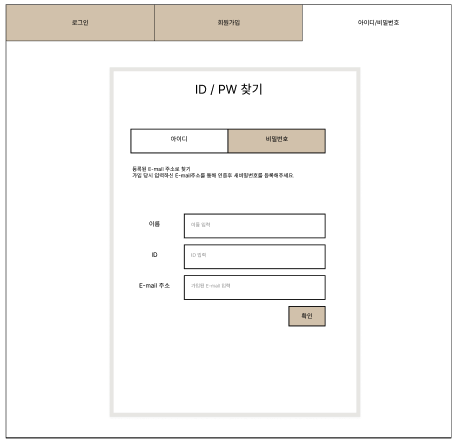 로그인
회원가입
아이디/비밀번호
ID / PW 찾기
아이디
비밀번호
등록된 E-mail 주소로 찾기
가입 당시 입력하신 E-mail주소를 통해 인증후 새비밀번호를 등록해주세요
이름
이름 입력
ID
ID 입력
E-mail 주소
가입된 E-mail 입력
확인